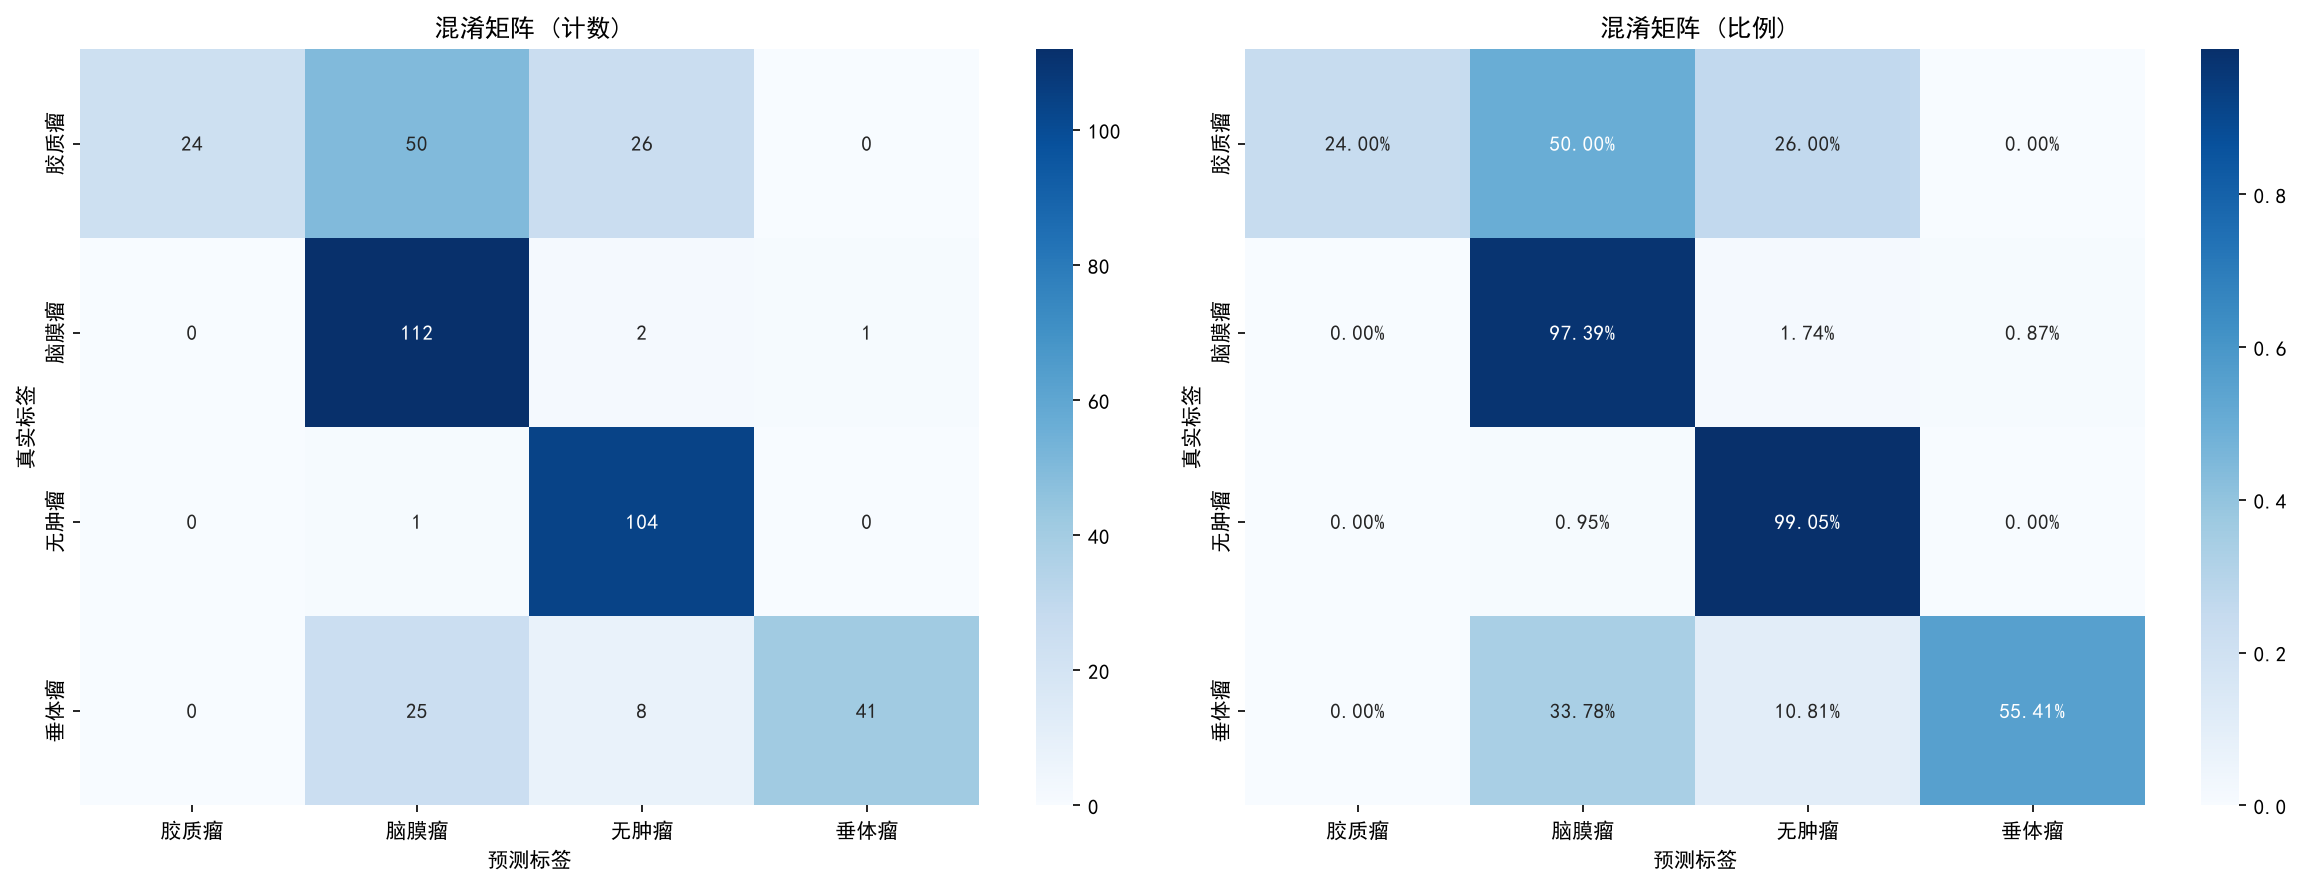 混淆矩阵（计数）
胶质瘤
24 50 26 0
脑膜瘤
0 112 2 1
无肿瘤
0 1 104 0
垂体瘤
0 25 8 41
真实标签
胶质瘤 脑膜瘤 无肿瘤 垂体瘤
预测标签
100
80
60
40
20
0
混淆矩阵（比例）
胶质瘤
24.00% 50.00% 26.00% 0.00%
脑膜瘤
0.00% 97.39% 1.74% 0.87%
无肿瘤
0.00% 0.95% 99.05% 0.00%
垂体瘤
0.00% 33.78% 10.81% 55.41%
真实标签
胶质瘤 脑膜瘤 无肿瘤 垂体瘤
预测标签
0.8
0.6
0.4
0.2
0.0